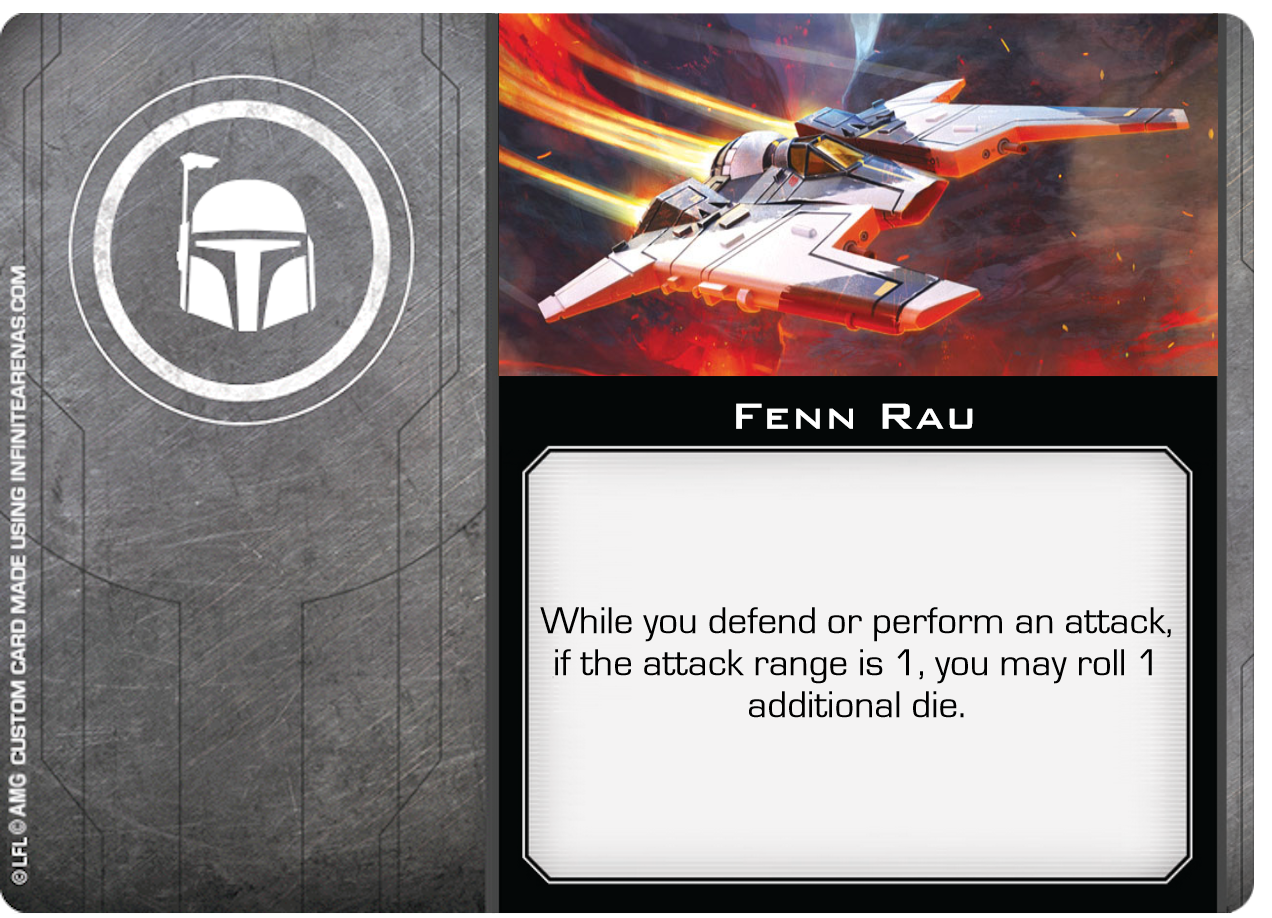 Fenn Rau
While you defend or perform an attack,
if the attack range is 1, you may roll 1
additional die.
©LFL ©AMG CUSTOM CARD MADE USING INFINITEARENAS.COM